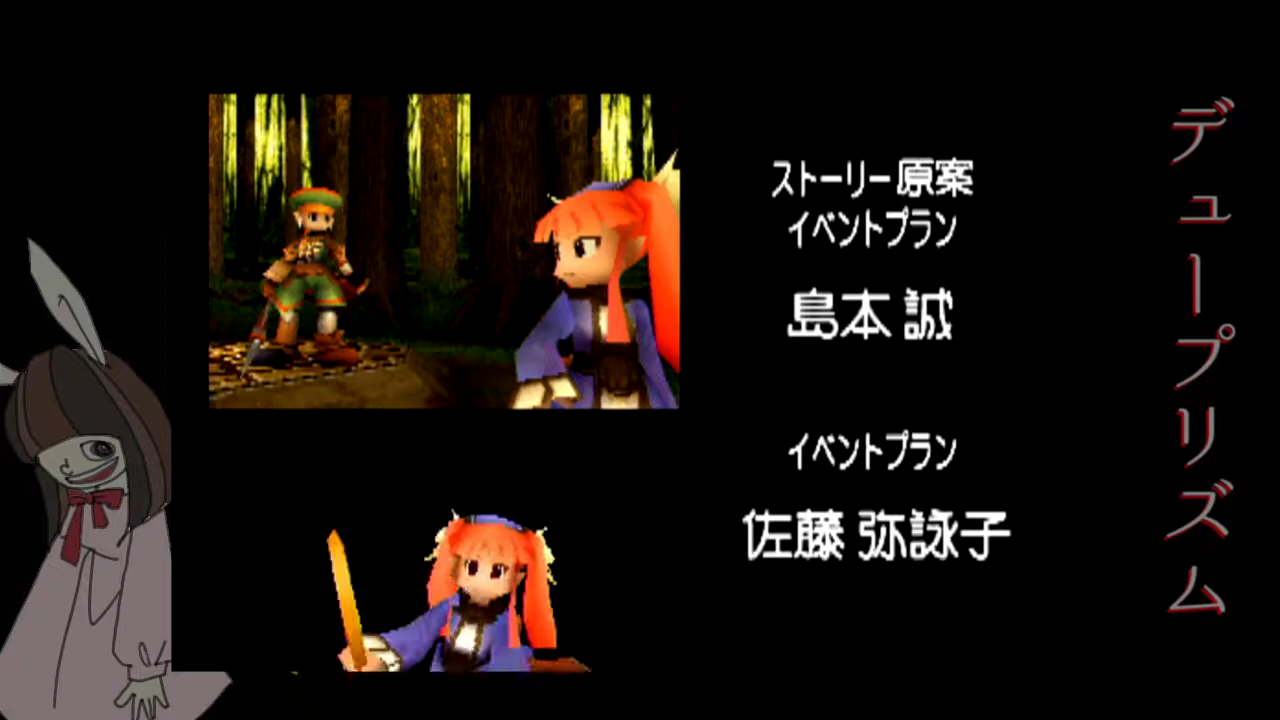 ストーリー原案
イベントプラン
島本 誠
イベントプラン
佐藤 弥詠子
デュープリズム